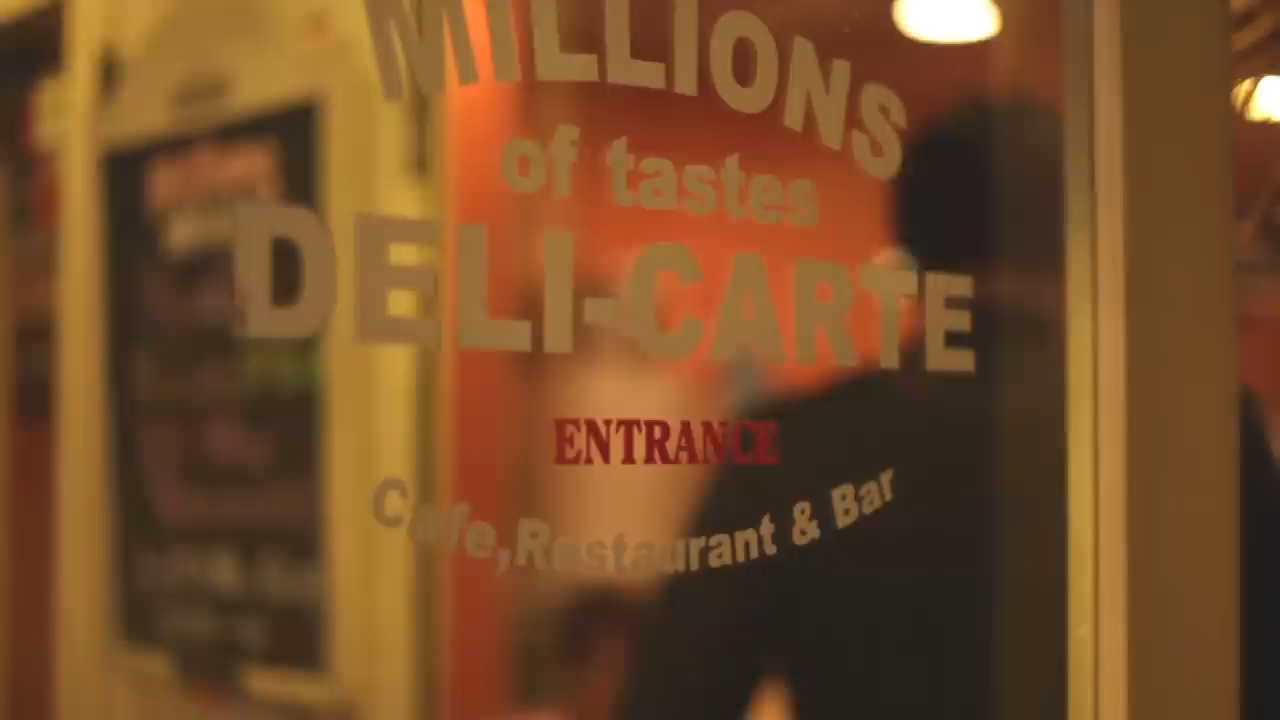 MILLIONS
of tastes
DELI-CARTE
ENTRANCE
Cafe,Restaurant & Bar